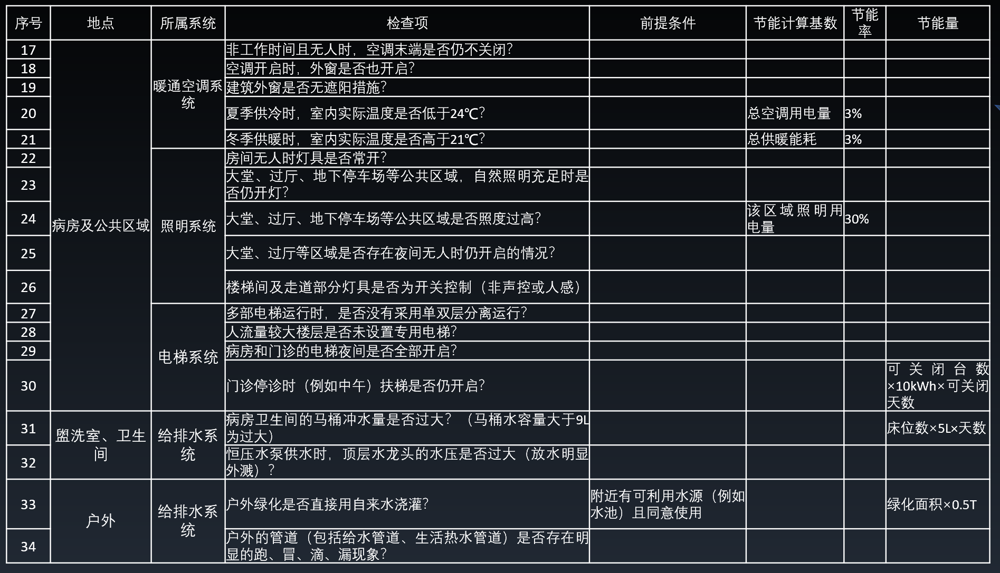 序号 地点 所属系统 检查项 前提条件 节能计算基数 节能率 节能量
17 病房及公共区域 暖通空调系统 非工作时间且无人时，空调末端是否仍不关闭？
18 空调开启时，外窗是否也开启？
19 建筑外窗是否无遮阳措施？
20 夏季供冷时，室内实际温度是否低于24℃？ 总空调用电量 3%
21 冬季供暖时，室内实际温度是否高于21℃？ 总供暖能耗 3%
22 照明系统 房间无人时灯具是否常开？
23 大堂、过厅、地下停车场等公共区域，自然照明充足时是
否仍开灯？
24 大堂、过厅、地下停车场等公共区域是否照度过高？ 该区域照明用
电量 30%
25 大堂、过厅等区域是否存在夜间无人时仍开启的情况？
26 楼梯间及走道部分灯具是否为开关控制（非声控或人感）
27 电梯系统 多部电梯运行时，是否没有采用单双层分离运行？
28 人流量较大楼层是否未设置专用电梯？
29 病房和门诊的电梯夜间是否全部开启？
30 门诊停诊时（例如中午）扶梯是否仍开启？ 可关闭台数
×10kWh×可关闭
天数
31 盥洗室、卫生间 给排水系统 病房卫生间的马桶冲水量是否过大？（马桶水容量大于9L
为过大） 床位数×5L×天数
32 恒压水泵供水时，顶层水龙头的水压是否过大（放水明显
外溅）？
33 户外 给排水系统 户外绿化是否直接用自来水浇灌？ 附近有可利用水源（例如
水池）且同意使用 绿化面积×0.5T
34 户外的管道（包括给水管道、生活热水管道）是否存在明
显的跑、冒、滴、漏现象？